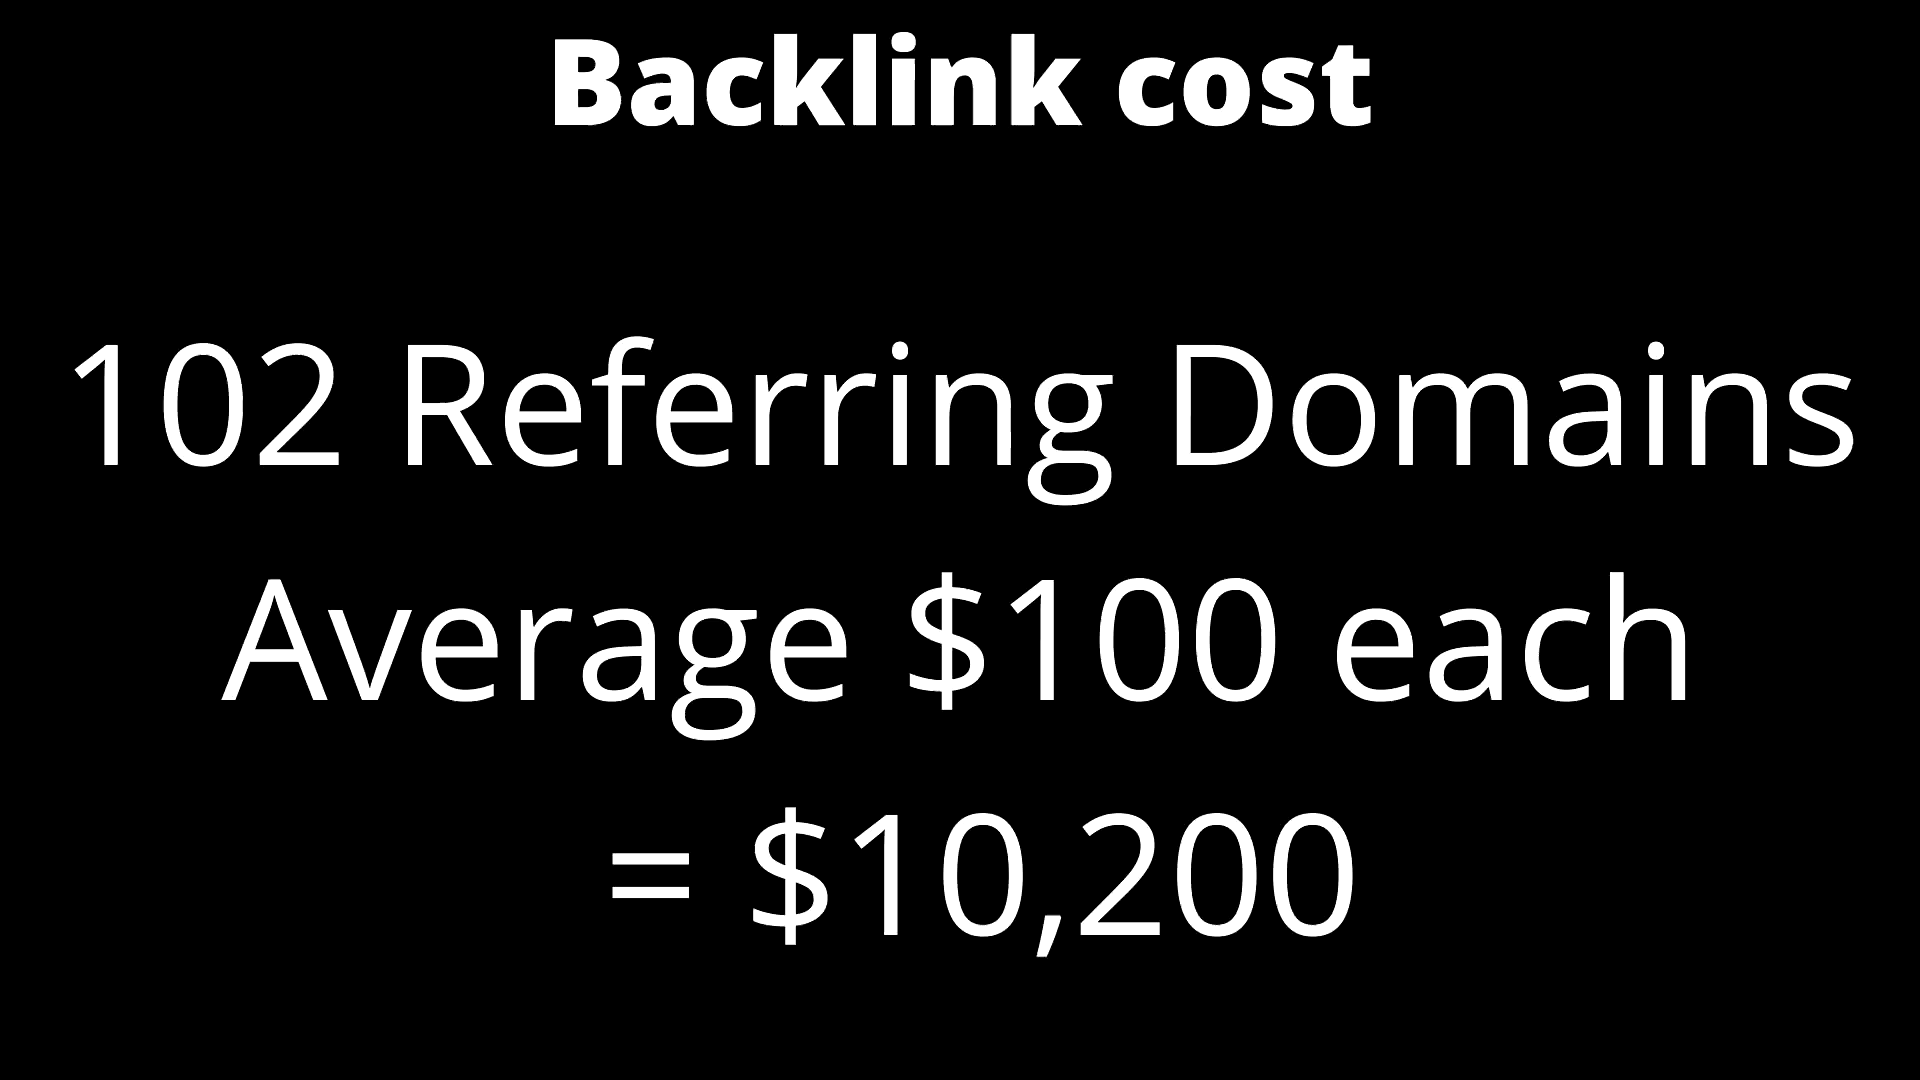 Backlink cost
102 Referring Domains
Average $100 each
= $10,200